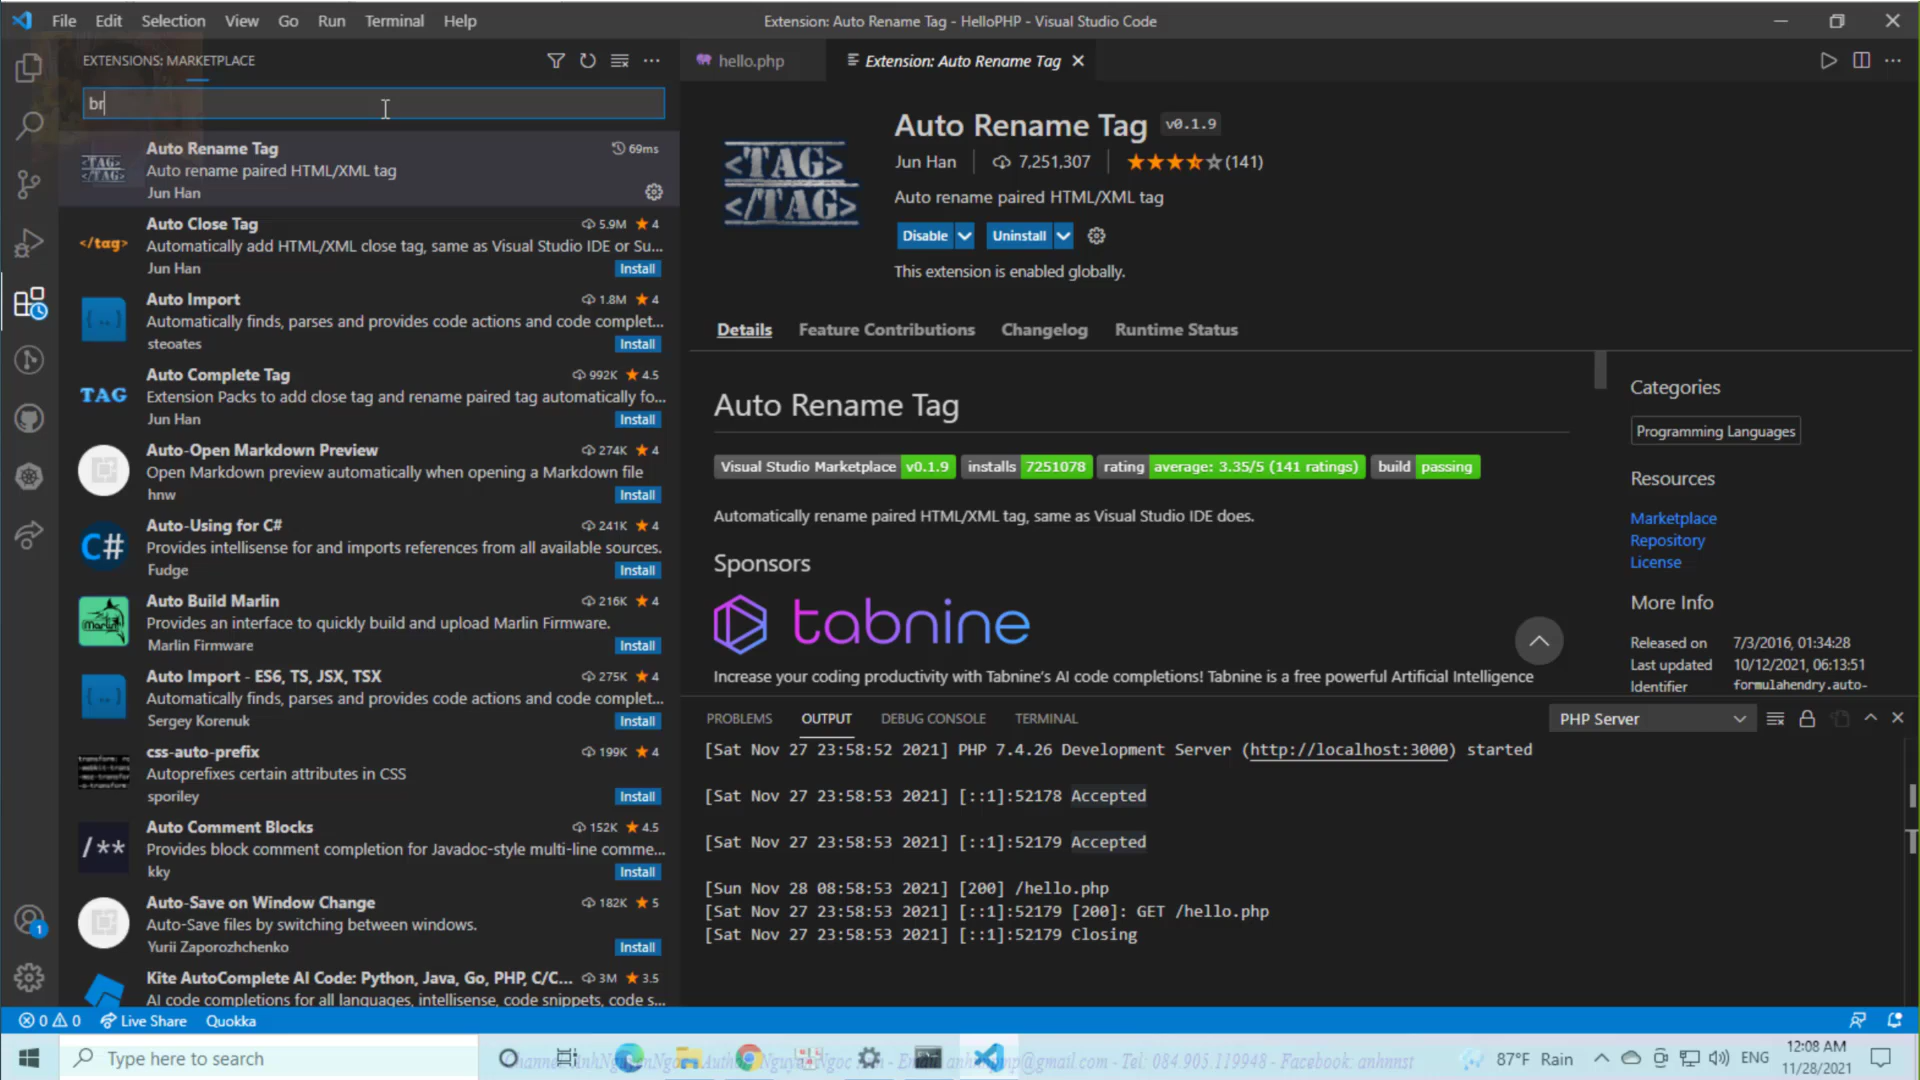 File Edit Selection View Go Run Terminal Help
Extension: Auto Rename Tag - HelloPHP - Visual Studio Code
EXTENSIONS: MARKETPLACE
br
Auto Rename Tag
69ms
Auto rename paired HTML/XML tag
Jun Han
Auto Close Tag
5.9M ★ 4
Automatically add HTML/XML close tag, same as Visual Studio IDE or Su...
Jun Han
Install
Auto Import
1.8M ★ 4
Automatically finds, parses and provides code actions and code complet...
steoates
Install
Auto Complete Tag
992K ★ 4.5
Extension Packs to add close tag and rename paired tag automatically fo...
Jun Han
Install
Auto-Open Markdown Preview
274K ★ 4
Open Markdown preview automatically when opening a Markdown file
hnw
Install
Auto-Using for C#
241K ★ 4
Provides intellisense for and imports references from all available sources.
Fudge
Install
Auto Build Marlin
216K ★ 4
Provides an interface to quickly build and upload Marlin Firmware.
Marlin Firmware
Install
Auto Import - ES6, TS, JSX, TSX
275K ★ 4
Automatically finds, parses and provides code actions and code complet...
Sergey Korenuk
Install
css-auto-prefix
199K ★ 4
Autoprefixes certain attributes in CSS
sporiley
Install
Auto Comment Blocks
152K ★ 4.5
Provides block comment completion for Javadoc-style multi-line comme...
kky
Install
Auto-Save on Window Change
182K ★ 5
Auto-Save files by switching between windows.
Yurii Zaporozhchenko
Install
Kite AutoComplete AI Code: Python, Java, Go, PHP, C/C...
3M ★ 3.5
AI code completions for all languages, intellisense, code snippets, code s...
<TAG>
</TAG>
</tag>
{ .. }
TAG
C#
Marlin
{ .. }
/**
hello.php
Extension: Auto Rename Tag
<TAG>
</TAG>
Auto Rename Tag v0.1.9
Jun Han | 7,251,307 | ★★★★☆(141)
Auto rename paired HTML/XML tag
Disable
Uninstall
This extension is enabled globally.
Details Feature Contributions Changelog Runtime Status
Auto Rename Tag
Visual Studio Marketplace v0.1.9 installs 7251078 rating average: 3.35/5 (141 ratings) build passing
Automatically rename paired HTML/XML tag, same as Visual Studio IDE does.
Sponsors
tabnine
Increase your coding productivity with Tabnine's AI code completions! Tabnine is a free powerful Artificial Intelligence
Categories
Programming Languages
Resources
Marketplace
Repository
License
More Info
Released on 7/3/2016, 01:34:28
Last updated 10/12/2021, 06:13:51
Identifier formulahendry.auto-
PROBLEMS OUTPUT DEBUG CONSOLE TERMINAL
PHP Server
[Sat Nov 27 23:58:52 2021] PHP 7.4.26 Development Server (http://localhost:3000) started
[Sat Nov 27 23:58:53 2021] [::1]:52178 Accepted
[Sat Nov 27 23:58:53 2021] [::1]:52179 Accepted
[Sun Nov 28 08:58:53 2021] [200] /hello.php
[Sat Nov 27 23:58:53 2021] [::1]:52179 [200]: GET /hello.php
[Sat Nov 27 23:58:53 2021] [::1]:52179 Closing
1
0 0 Live Share Quokka
Type here to search
- Tel: 084.905.119948 - Facebook: anhmnst
87°F Rain
ENG
12:08 AM
11/28/2021